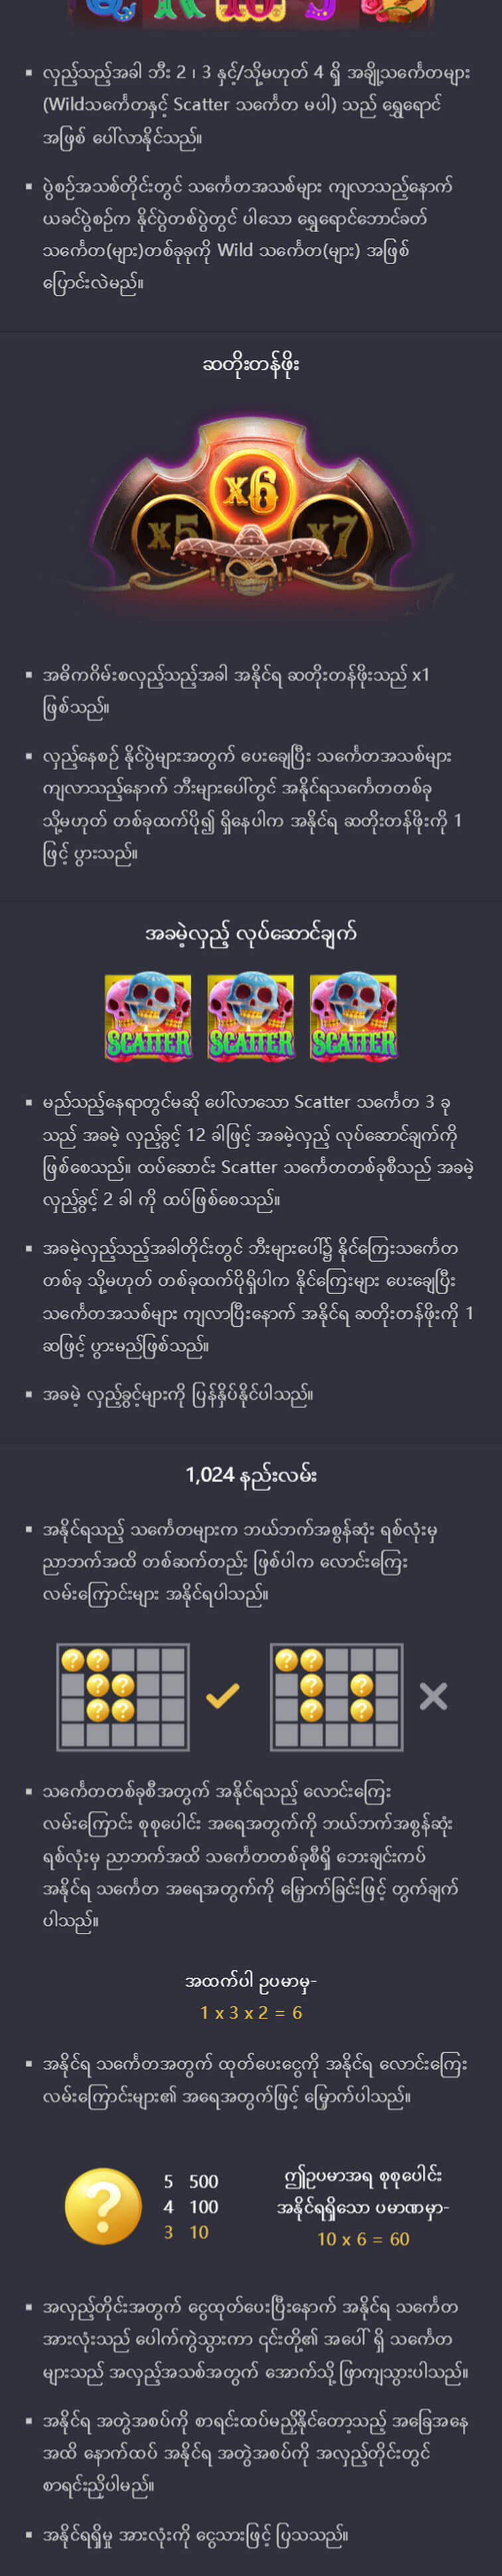 လှည့်သည့်အခါ ဘီး 2 ၊ 3 နှင့်/သို့မဟုတ် 4 ရှိ အချို့သင်္ကေတများ
(Wildသင်္ကေတနှင့် Scatter သင်္ကေတ မပါ) သည် ရွှေရောင်
အဖြစ် ပေါ်လာနိုင်သည်။
ပွဲစဉ်အသစ်တိုင်းတွင် သင်္ကေတအသစ်များ ကျလာသည့်နောက်
ယခင်ပွဲစဉ်က နိုင်ပွဲတစ်ပွဲတွင် ပါသော ရွှေရောင်ဘောင်ခတ်
သင်္ကေတ(များ)တစ်ခုခုကို Wild သင်္ကေတ(များ) အဖြစ်
ပြောင်းလဲမည်။
ဆတိုးတန်ဖိုး
x5 x6 x7
အဓိကဂိမ်းစလှည့်သည့်အခါ အနိုင်ရ ဆတိုးတန်ဖိုးသည် x1
ဖြစ်သည်။
လှည့်နေစဉ် နိုင်ပွဲများအတွက် ပေးချေပြီး သင်္ကေတအသစ်များ
ကျလာသည့်နောက် ဘီးများပေါ်တွင် အနိုင်ရသင်္ကေတတစ်ခု
သို့မဟုတ် တစ်ခုထက်ပို၍ ရှိနေပါက အနိုင်ရ ဆတိုးတန်ဖိုးကို 1
ဖြင့် ပွားသည်။
အခမဲ့လှည့် လုပ်ဆောင်ချက်
SCATTER SCATTER SCATTER
မည်သည့်နေရာတွင်မဆို ပေါ်လာသော Scatter သင်္ကေတ 3 ခု
သည် အခမဲ့ လှည့်ခွင့် 12 ခါဖြင့် အခမဲ့လှည့် လုပ်ဆောင်ချက်ကို
ဖြစ်စေသည်။ ထပ်ဆောင်း Scatter သင်္ကေတတစ်ခုစီသည် အခမဲ့
လှည့်ခွင့် 2 ခါ ကို ထပ်ဖြစ်စေသည်။
အခမဲ့လှည့်သည့်အခါတိုင်းတွင် ဘီးများပေါ်၌ နိုင်ကြေးသင်္ကေတ
တစ်ခု သို့မဟုတ် တစ်ခုထက်ပိုရှိပါက နိုင်ကြေးများ ပေးချေပြီး
သင်္ကေတအသစ်များ ကျလာပြီးနောက် အနိုင်ရ ဆတိုးတန်ဖိုးကို 1
ဆဖြင့် ပွားမည်ဖြစ်သည်။
အခမဲ့ လှည့်ခွင့်များကို ပြန်နှိပ်နိုင်ပါသည်။
1,024 နည်းလမ်း
အနိုင်ရသည့် သင်္ကေတများက ဘယ်ဘက်အစွန်ဆုံး ရစ်လုံးမှ
ညာဘက်အထိ တစ်ဆက်တည်း ဖြစ်ပါက လောင်းကြေး
လမ်းကြောင်းများ အနိုင်ရပါသည်။
သင်္ကေတတစ်ခုစီအတွက် အနိုင်ရသည့် လောင်းကြေး
လမ်းကြောင်း စုစုပေါင်း အရေအတွက်ကို ဘယ်ဘက်အစွန်ဆုံး
ရစ်လုံးမှ ညာဘက်အထိ သင်္ကေတတစ်ခုစီရှိ ဘေးချင်းကပ်
အနိုင်ရ သင်္ကေတ အရေအတွက်ကို မြှောက်ခြင်းဖြင့် တွက်ချက်
ပါသည်။
အထက်ပါ ဥပမာမှ-
1 x 3 x 2 = 6
အနိုင်ရ သင်္ကေတအတွက် ထုတ်ပေးငွေကို အနိုင်ရ လောင်းကြေး
လမ်းကြောင်းများ၏ အရေအတွက်ဖြင့် မြှောက်ပါသည်။
5 500
4 100
3 10
ဤဥပမာအရ စုစုပေါင်း
အနိုင်ရရှိသော ပမာဏမှာ-
10 x 6 = 60
အလှည့်တိုင်းအတွက် ငွေထုတ်ပေးပြီးနောက် အနိုင်ရ သင်္ကေတ
အားလုံးသည် ပေါက်ကွဲသွားကာ ၎င်းတို့၏ အပေါ် ရှိ သင်္ကေတ
များသည် အလှည့်အသစ်အတွက် အောက်သို့ ဖြာကျသွားပါသည်။
အနိုင်ရ အတွဲအစပ်ကို စာရင်းထပ်မညှိနိုင်တော့သည့် အခြေအနေ
အထိ နောက်ထပ် အနိုင်ရ အတွဲအစပ်ကို အလှည့်တိုင်းတွင်
စာရင်းညှိပါမည်။
အနိုင်ရရှိမှု အားလုံးကို ငွေသားဖြင့် ပြသသည်။